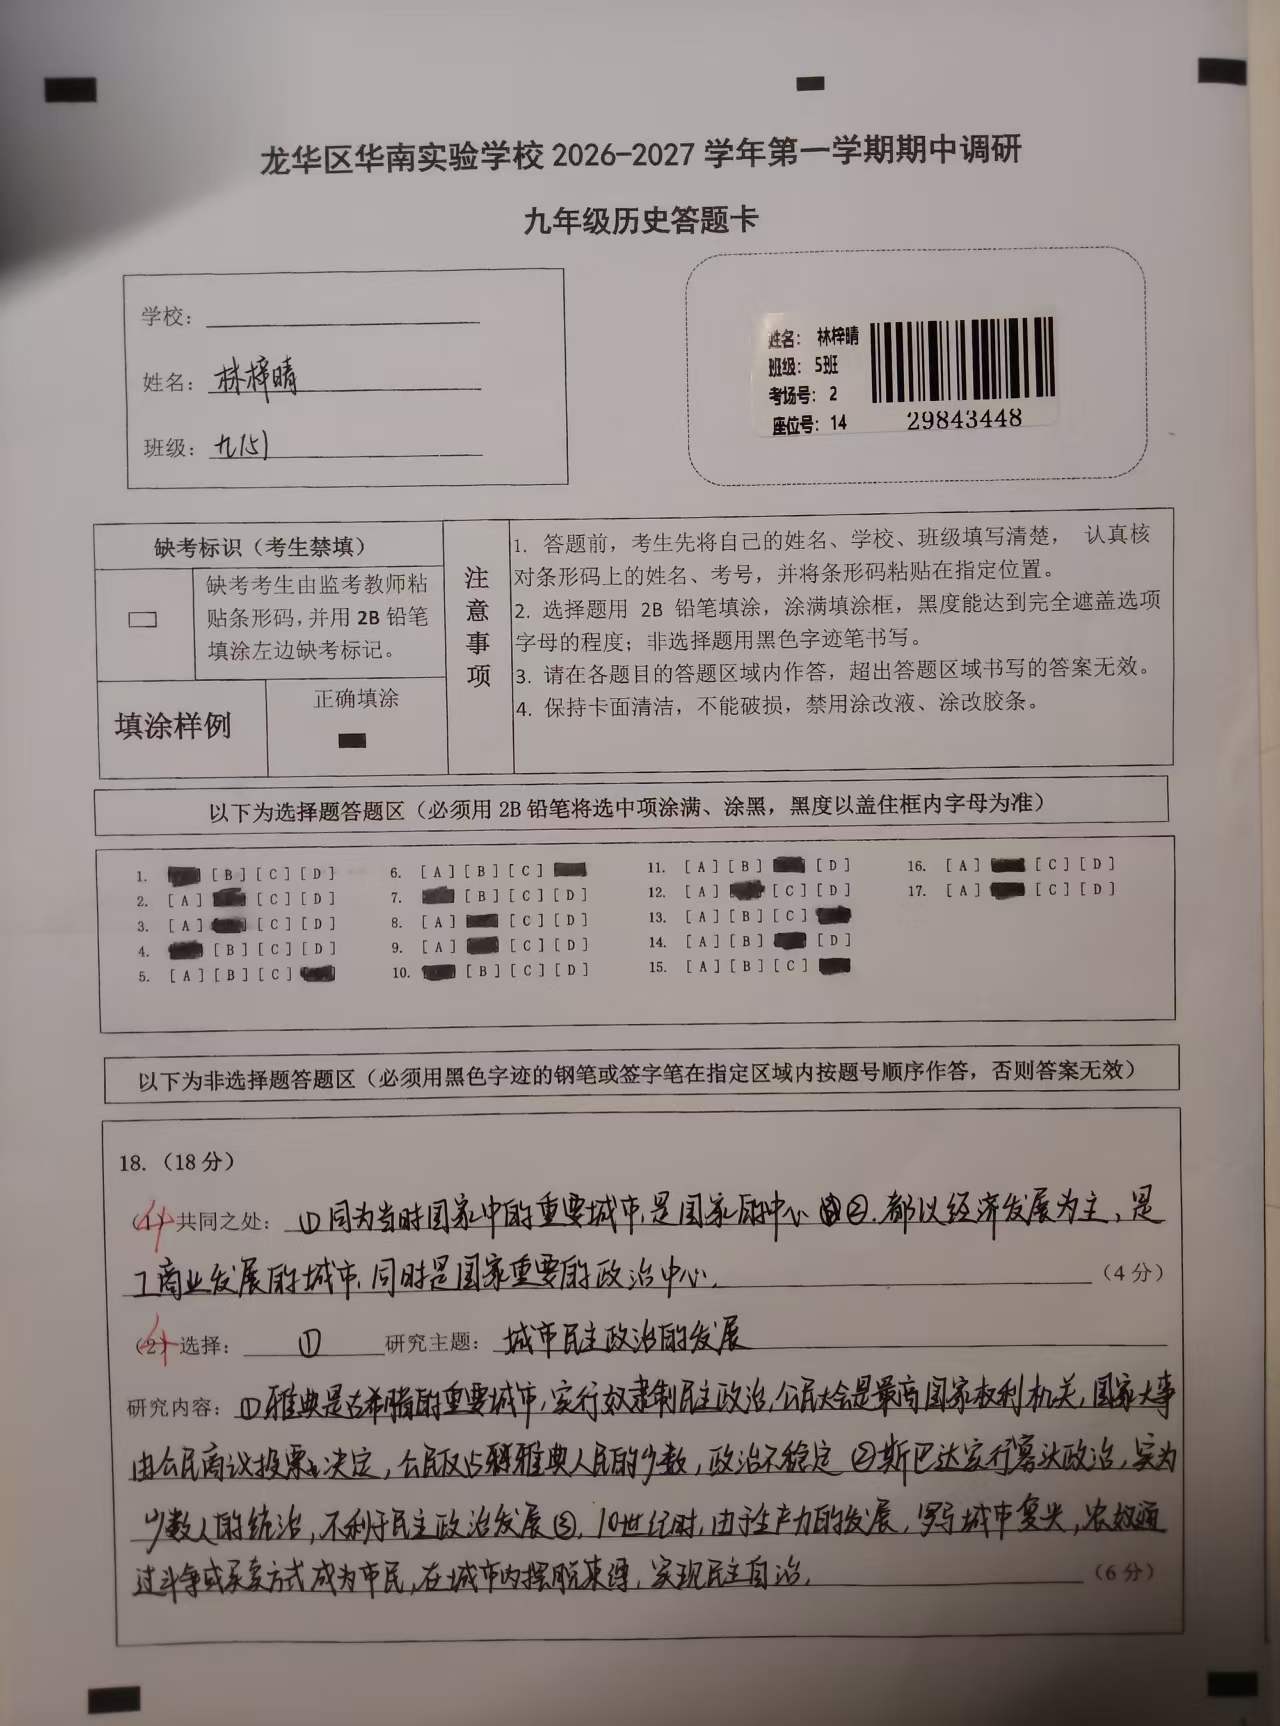 龙华区华南实验学校 2026-2027 学年第一学期期中调研
九年级历史答题卡
学校：
姓名：林梓晴
班级：九(5)
姓名： 林梓晴
班级： 5班
考场号： 2
座位号： 14
29843448
缺考标识（考生禁填）
缺考考生由监考教师粘
贴条形码，并用 2B 铅笔
填涂左边缺考标记。
填涂样例
正确填涂
注意事项
1. 答题前，考生先将自己的姓名、学校、班级填写清楚， 认真核
对条形码上的姓名、考号，并将条形码粘贴在指定位置。
2. 选择题用 2B 铅笔填涂，涂满填涂框，黑度能达到完全遮盖选项
字母的程度；非选择题用黑色字迹笔书写。
3. 请在各题目的答题区域内作答，超出答题区域书写的答案无效。
4. 保持卡面清洁，不能破损，禁用涂改液、涂改胶条。
以下为选择题答题区（必须用 2B 铅笔将选中项涂满、涂黑，黑度以盖住框内字母为准）
1. [B] [C] [D]
2. [A] [C] [D]
3. [A] [C] [D]
4. [B] [C] [D]
5. [A] [B] [C]
6. [A] [B] [C]
7. [B] [C] [D]
8. [A] [C] [D]
9. [A] [C] [D]
10. [B] [C] [D]
11. [A] [B] [D]
12. [A] [C] [D]
13. [A] [B] [C]
14. [A] [B] [D]
15. [A] [B] [C]
16. [A] [C] [D]
17. [A] [C] [D]
以下为非选择题答题区（必须用黑色字迹的钢笔或签字笔在指定区域内按题号顺序作答，否则答案无效）
18.（18 分）
（1）4 共同之处：①同为当时国家中的重要城市，是国家的中心 ②.都以经济发展为主，是
工商业发展的城市，同时是国家重要的政治中心。（4 分）
（2）4 选择：① 研究主题：城市民主政治的发展
研究内容：①雅典是古希腊的重要城市，实行奴隶制民主政治，公民大会是最高国家权利机关，国家大事
由公民商议投票决定，公民仅占雅典人民的少数，政治不稳定 ②斯巴达实行寡头政治，实为
少数人的统治，不利于民主政治发展③，10世纪时，由于生产力的发展，城市复兴，农奴通
过斗争或买卖方式成为市民，在城市内摆脱束缚，实现民主自治。（6 分）